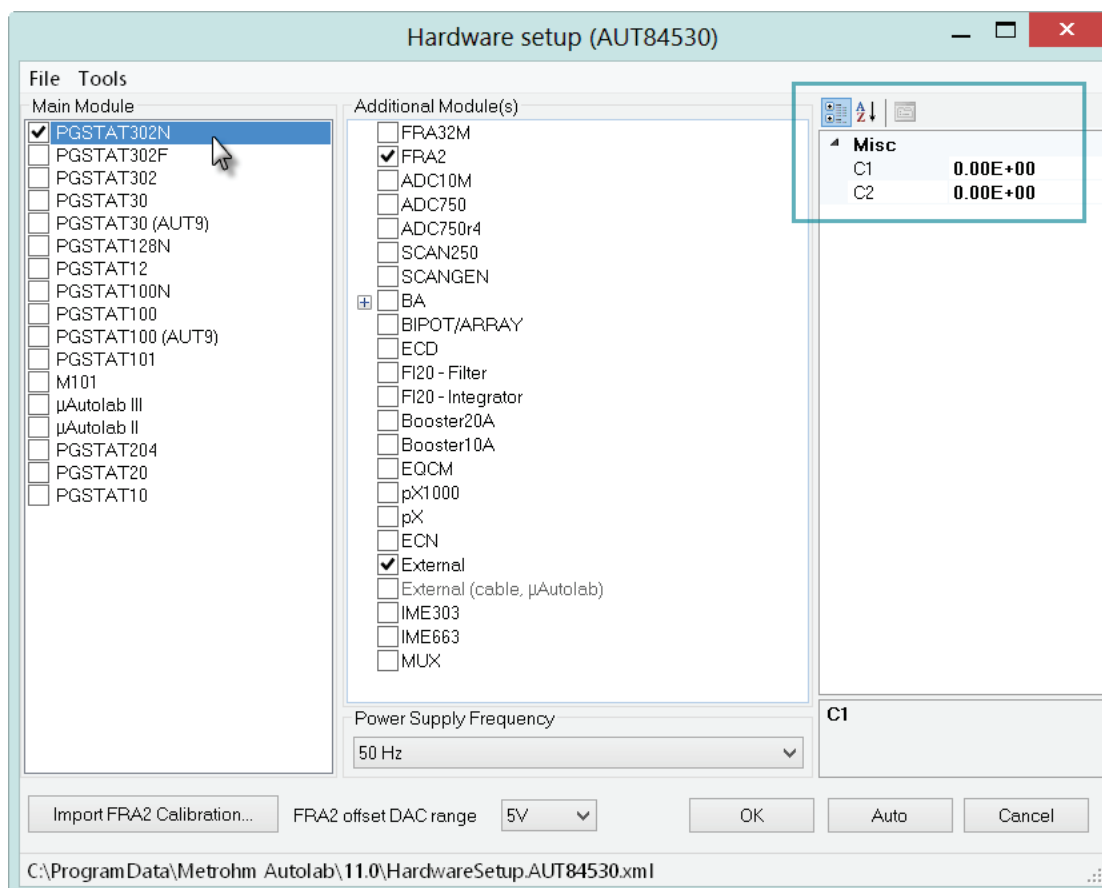 Hardware setup (AUT84530)
File Tools
Main Module
PGSTAT302N
PGSTAT302F
PGSTAT302
PGSTAT30
PGSTAT30 (AUT9)
PGSTAT128N
PGSTAT12
PGSTAT100N
PGSTAT100
PGSTAT100 (AUT9)
PGSTAT101
M101
µAutolab III
µAutolab II
PGSTAT204
PGSTAT20
PGSTAT10
Additional Module(s)
FRA32M
FRA2
ADC10M
ADC750
ADC750r4
SCAN250
SCANGEN
BA
BIPOT/ARRAY
ECD
FI20 - Filter
FI20 - Integrator
Booster20A
Booster10A
EQCM
pX1000
pX
ECN
External
External (cable, µAutolab)
IME303
IME663
MUX
Power Supply Frequency
50 Hz
Misc
C1 0.00E+00
C2 0.00E+00
C1
Import FRA2 Calibration... FRA2 offset DAC range 5V OK Auto Cancel
C:\ProgramData\Metrohm Autolab\11.0\HardwareSetup.AUT84530.xml